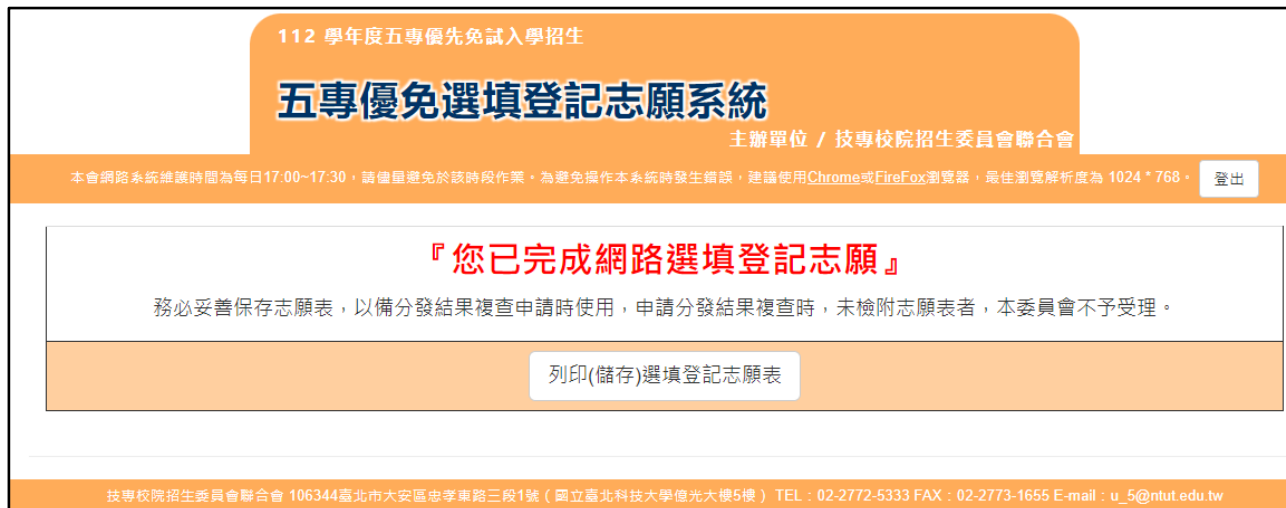 112 學年度五專優先免試入學招生
五專優免選填登記志願系統
主辦單位 / 技專校院招生委員會聯合會
本會網路系統維護時間為每日17:00~17:30，請儘量避免於該時段作業。為避免操作本系統時發生錯誤，建議使用Chrome或FireFox瀏覽器，最佳瀏覽解析度為 1024 * 768。
登出
『您已完成網路選填登記志願』
務必妥善保存志願表，以備分發結果複查申請時使用，申請分發結果複查時，未檢附志願表者，本委員會不予受理。
列印(儲存)選填登記志願表
技專校院招生委員會聯合會 106344臺北市大安區忠孝東路三段1號（國立臺北科技大學億光大樓5樓） TEL：02-2772-5333 FAX：02-2773-1655 E-mail：u_5@ntut.edu.tw